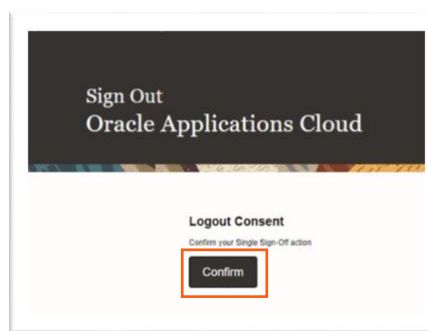 Sign Out
Oracle Applications Cloud
Logout Consent
Confirm your Single Sign-Off action
Confirm